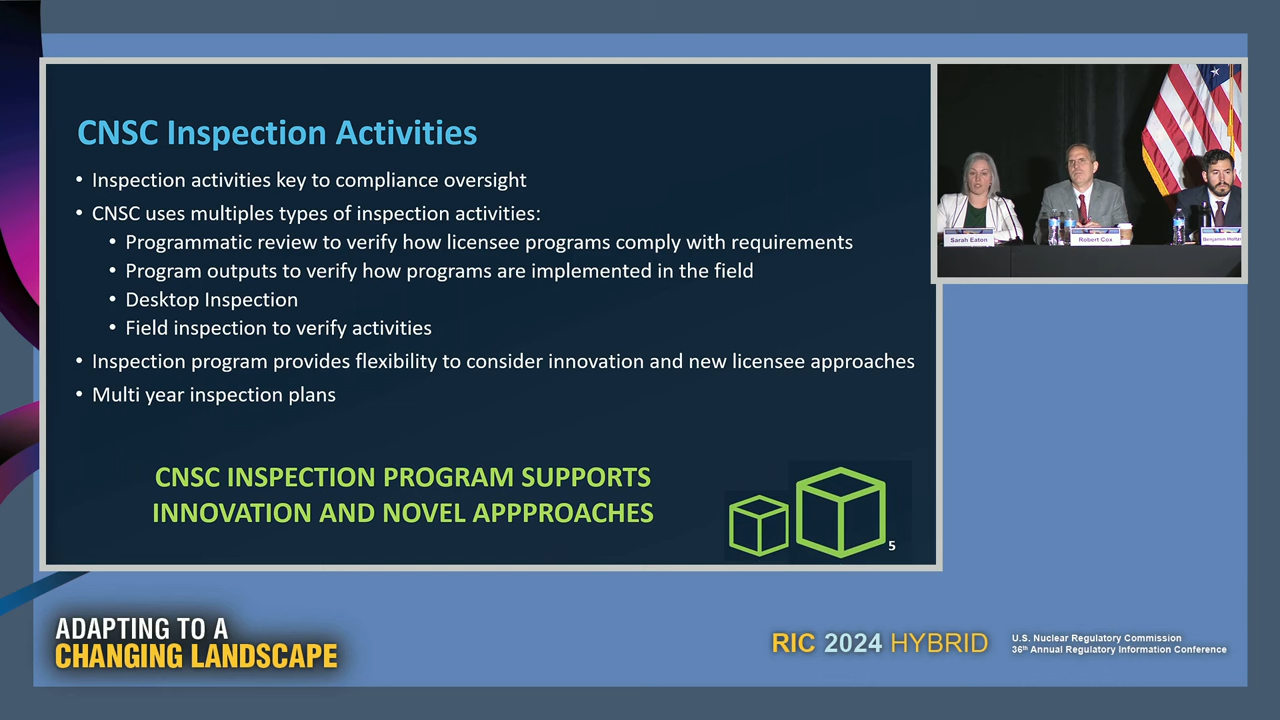 CNSC Inspection Activities
• Inspection activities key to compliance oversight
• CNSC uses multiples types of inspection activities:
• Programmatic review to verify how licensee programs comply with requirements
• Program outputs to verify how programs are implemented in the field
• Desktop Inspection
• Field inspection to verify activities
• Inspection program provides flexibility to consider innovation and new licensee approaches
• Multi year inspection plans
CNSC INSPECTION PROGRAM SUPPORTS
INNOVATION AND NOVEL APPPROACHES
5
Sarah Eaton
Robert Cox
Benjamin Holtz
ADAPTING TO A
CHANGING LANDSCAPE
RIC 2024 HYBRID
U.S. Nuclear Regulatory Commission
36th Annual Regulatory Information Conference